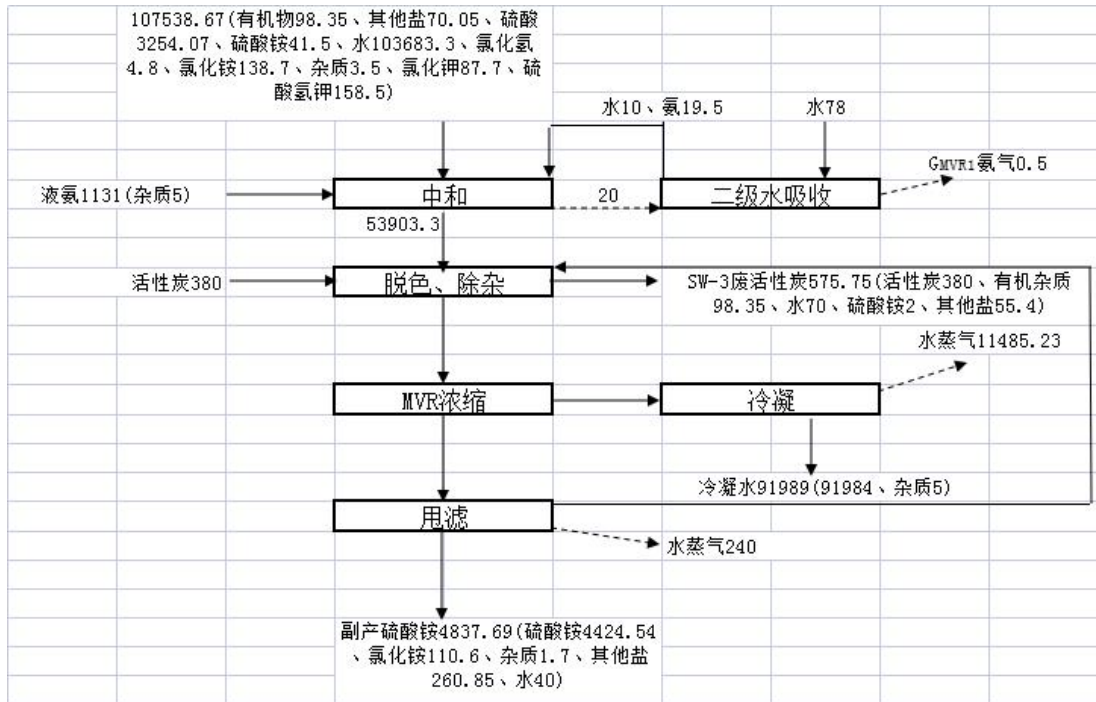 107538.67(有机物98.35、其他盐70.05、硫酸
3254.07、硫酸铵41.5、水103683.3、氯化氢
4.8、氯化铵138.7、杂质3.5、氯化钾87.7、硫
酸氢钾158.5)
水10、氨19.5
水78
GMVR1氨气0.5
液氨1131(杂质5)
中和
20
二级水吸收
53903.3
活性炭380
脱色、除杂
SW-3废活性炭575.75(活性炭380、有机杂质
98.35、水70、硫酸铵2、其他盐55.4)
水蒸气11485.23
MVR浓缩
冷凝
冷凝水91989(91984、杂质5)
甩滤
水蒸气240
副产硫酸铵4837.69(硫酸铵4424.54
、氯化铵110.6、杂质1.7、其他盐
260.85、水40)